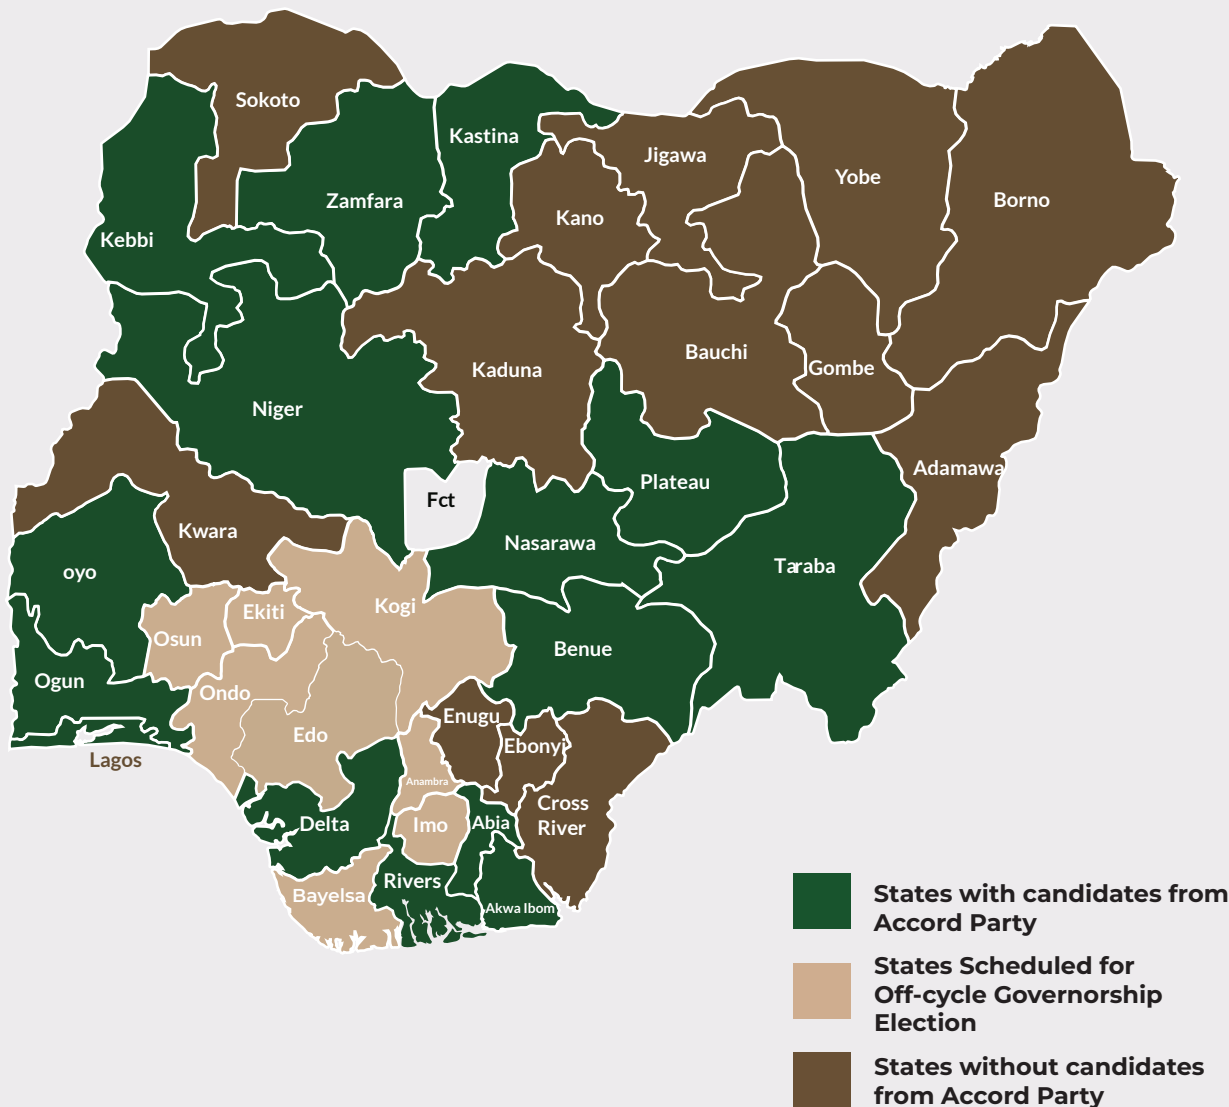 Sokoto
Kastina
Jigawa
Yobe
Zamfara
Borno
Kano
Kebbi
Bauchi
Gombe
Kaduna
Niger
Adamawa
Plateau
Fct
Kwara
Nasarawa
Taraba
oyo
Kogi
Ekiti
Osun
Benue
Ogun
Ondo
Enugu
Edo
Ebonyi
Lagos
Anambra
Cross
River
Delta
Imo
Abia
Rivers
Bayelsa
Akwa Ibom
States with candidates from
Accord Party
States Scheduled for
Off-cycle Governorship
Election
States without candidates
from Accord Party